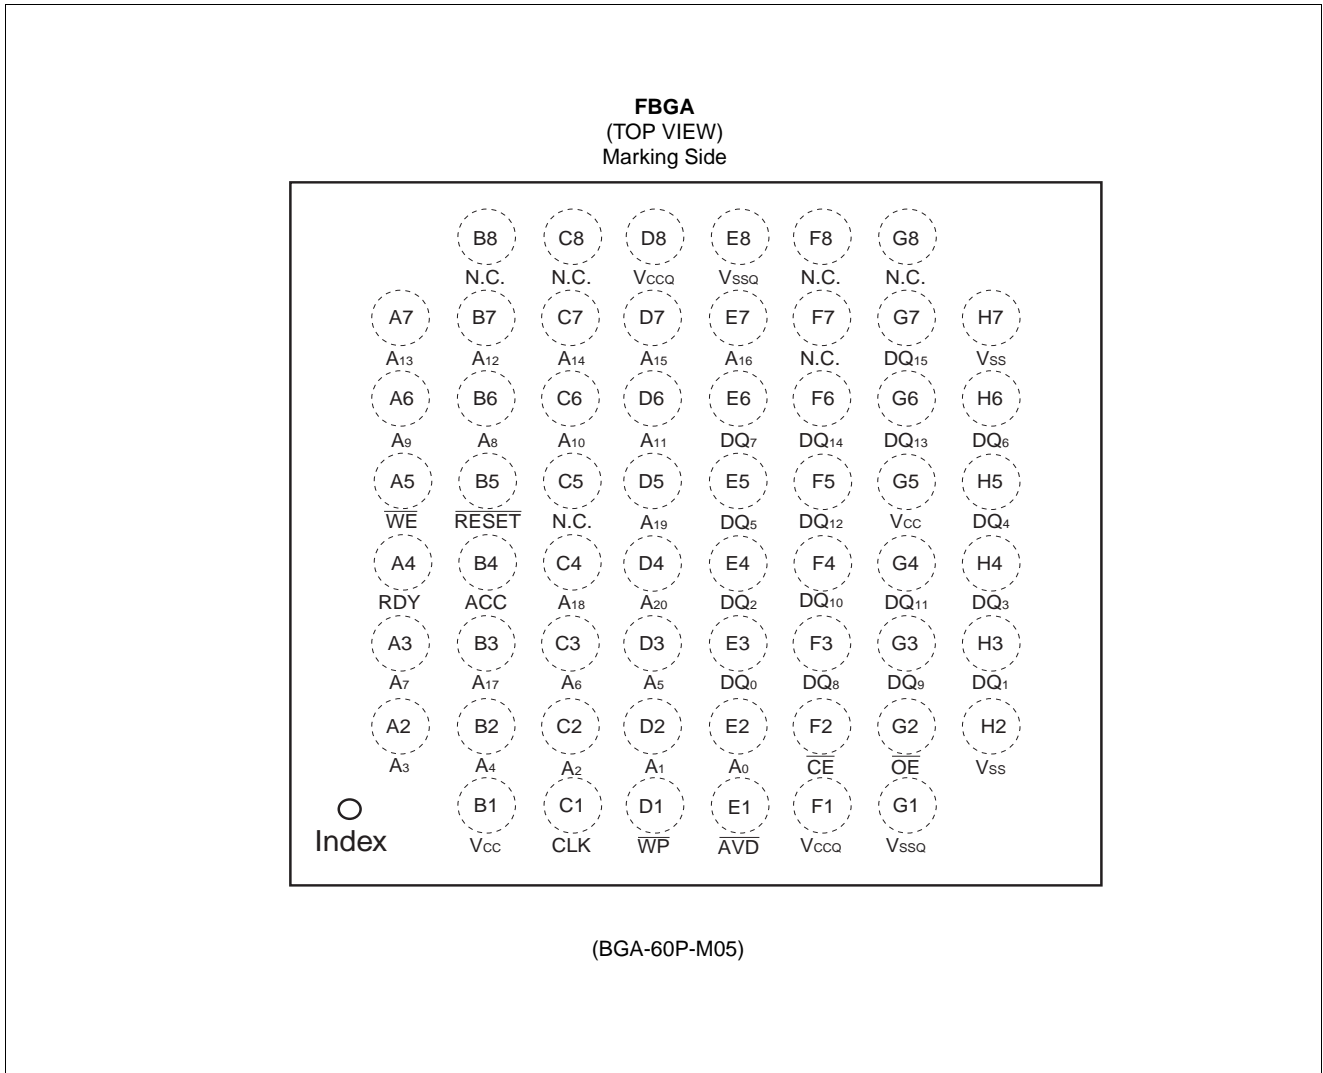 FBGA
(TOP VIEW)
Marking Side
B8 C8 D8 E8 F8 G8
N.C. N.C. VCCQ VSSQ N.C. N.C.
A7 B7 C7 D7 E7 F7 G7 H7
A13 A12 A14 A15 A16 N.C. DQ15 VSS
A6 B6 C6 D6 E6 F6 G6 H6
A9 A8 A10 A11 DQ7 DQ14 DQ13 DQ6
A5 B5 C5 D5 E5 F5 G5 H5
W̅E̅ R̅E̅S̅E̅T̅ N.C. A19 DQ5 DQ12 VCC DQ4
A4 B4 C4 D4 E4 F4 G4 H4
RDY ACC A18 A20 DQ2 DQ10 DQ11 DQ3
A3 B3 C3 D3 E3 F3 G3 H3
A7 A17 A6 A5 DQ0 DQ8 DQ9 DQ1
A2 B2 C2 D2 E2 F2 G2 H2
A3 A4 A2 A1 A0 C̅E̅ O̅E̅ VSS
B1 C1 D1 E1 F1 G1
Index
VCC CLK W̅P̅ A̅V̅D̅ VCCQ VSSQ
(BGA-60P-M05)